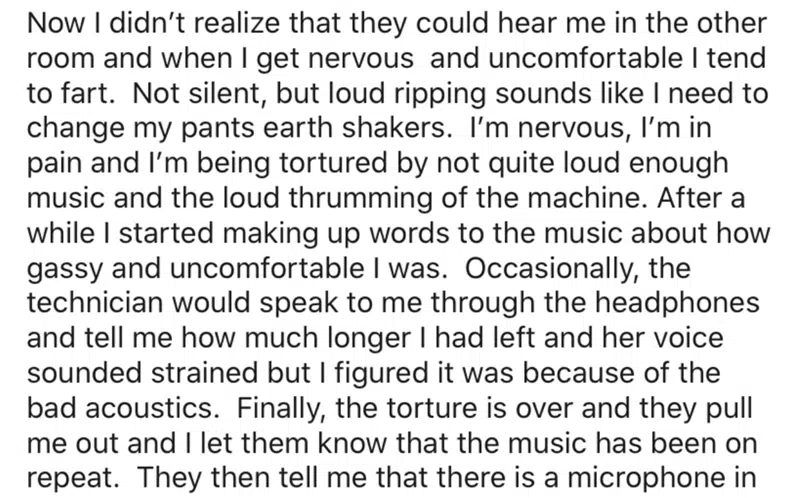 Now I didn’t realize that they could hear me in the other
room and when I get nervous  and uncomfortable I tend
to fart.  Not silent, but loud ripping sounds like I need to
change my pants earth shakers.  I’m nervous, I’m in
pain and I’m being tortured by not quite loud enough
music and the loud thrumming of the machine. After a
while I started making up words to the music about how
gassy and uncomfortable I was.  Occasionally, the
technician would speak to me through the headphones
and tell me how much longer I had left and her voice
sounded strained but I figured it was because of the
bad acoustics.  Finally, the torture is over and they pull
me out and I let them know that the music has been on
repeat.  They then tell me that there is a microphone in